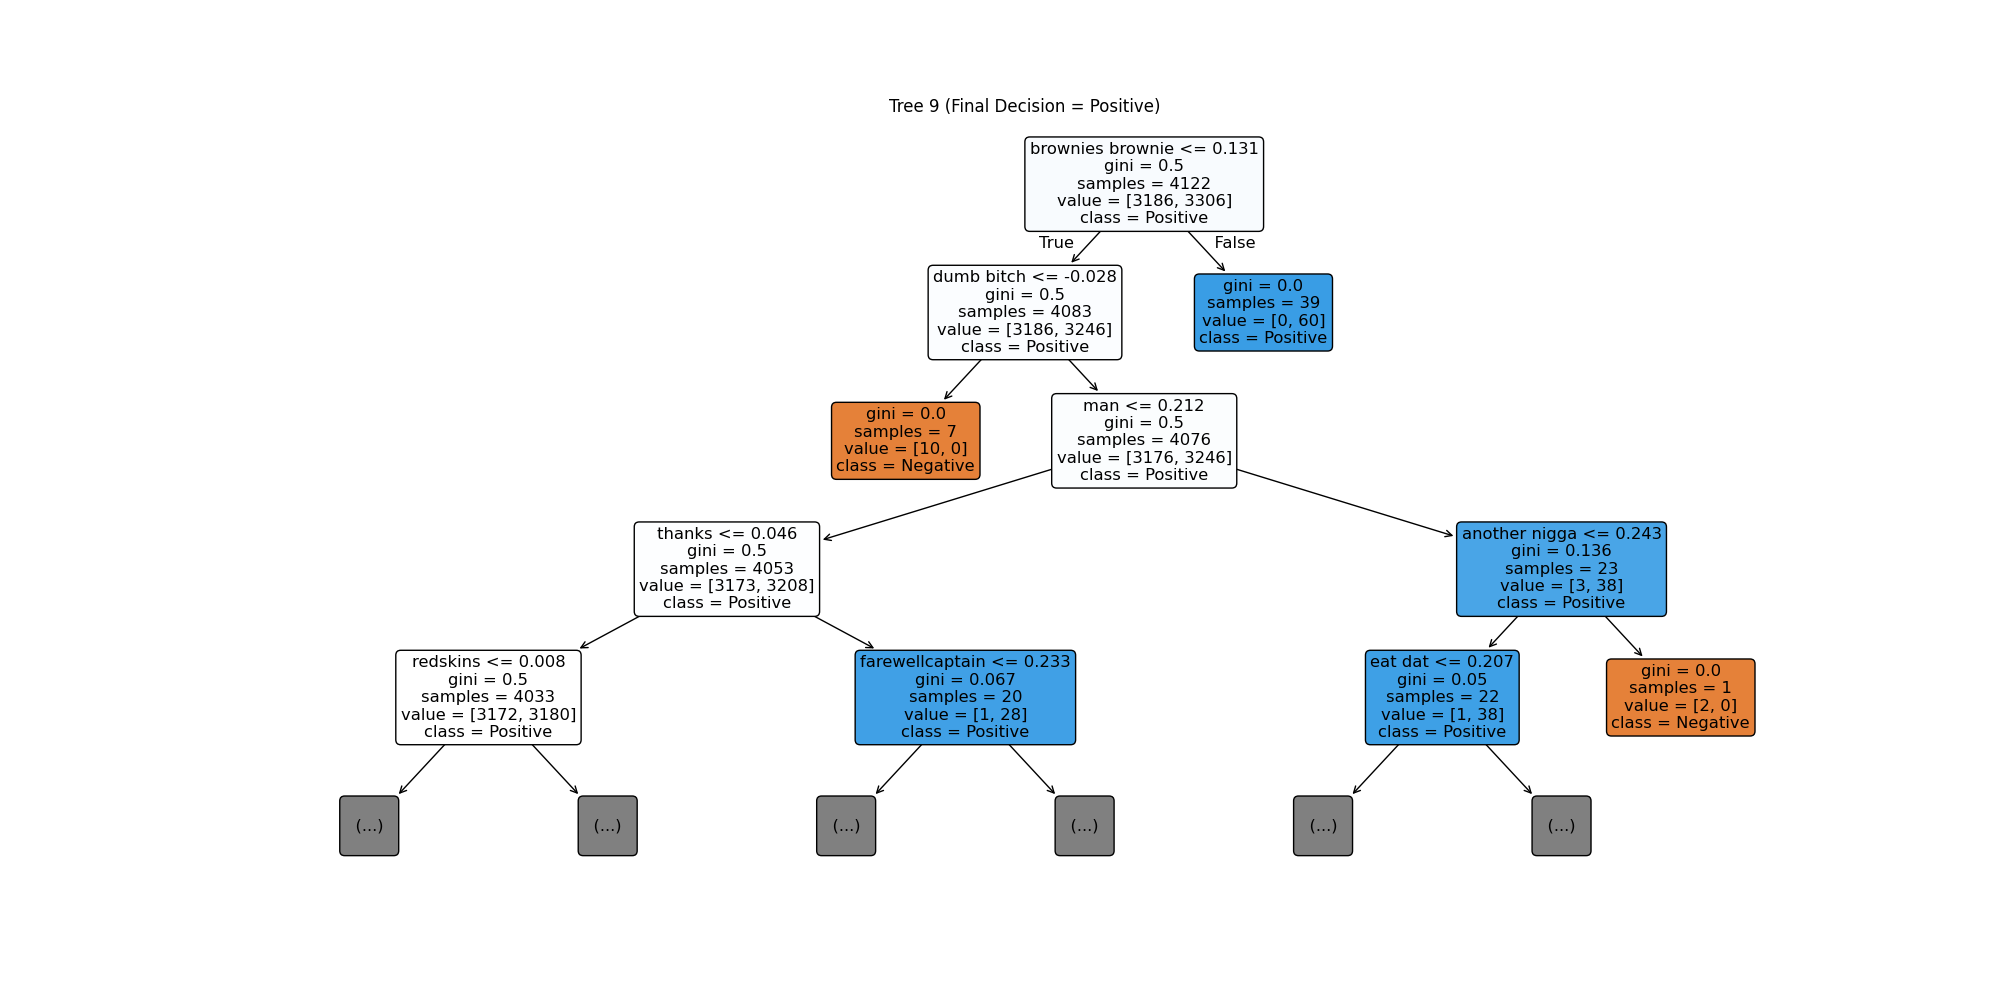 Tree 9 (Final Decision = Positive)
brownies brownie <= 0.131
gini = 0.5
samples = 4122
value = [3186, 3306]
class = Positive
True
False
dumb bitch <= -0.028
gini = 0.5
samples = 4083
value = [3186, 3246]
class = Positive
gini = 0.0
samples = 39
value = [0, 60]
class = Positive
gini = 0.0
samples = 7
value = [10, 0]
class = Negative
man <= 0.212
gini = 0.5
samples = 4076
value = [3176, 3246]
class = Positive
thanks <= 0.046
gini = 0.5
samples = 4053
value = [3173, 3208]
class = Positive
another nigga <= 0.243
gini = 0.136
samples = 23
value = [3, 38]
class = Positive
redskins <= 0.008
gini = 0.5
samples = 4033
value = [3172, 3180]
class = Positive
farewellcaptain <= 0.233
gini = 0.067
samples = 20
value = [1, 28]
class = Positive
eat dat <= 0.207
gini = 0.05
samples = 22
value = [1, 38]
class = Positive
gini = 0.0
samples = 1
value = [2, 0]
class = Negative
(...)
(...)
(...)
(...)
(...)
(...)